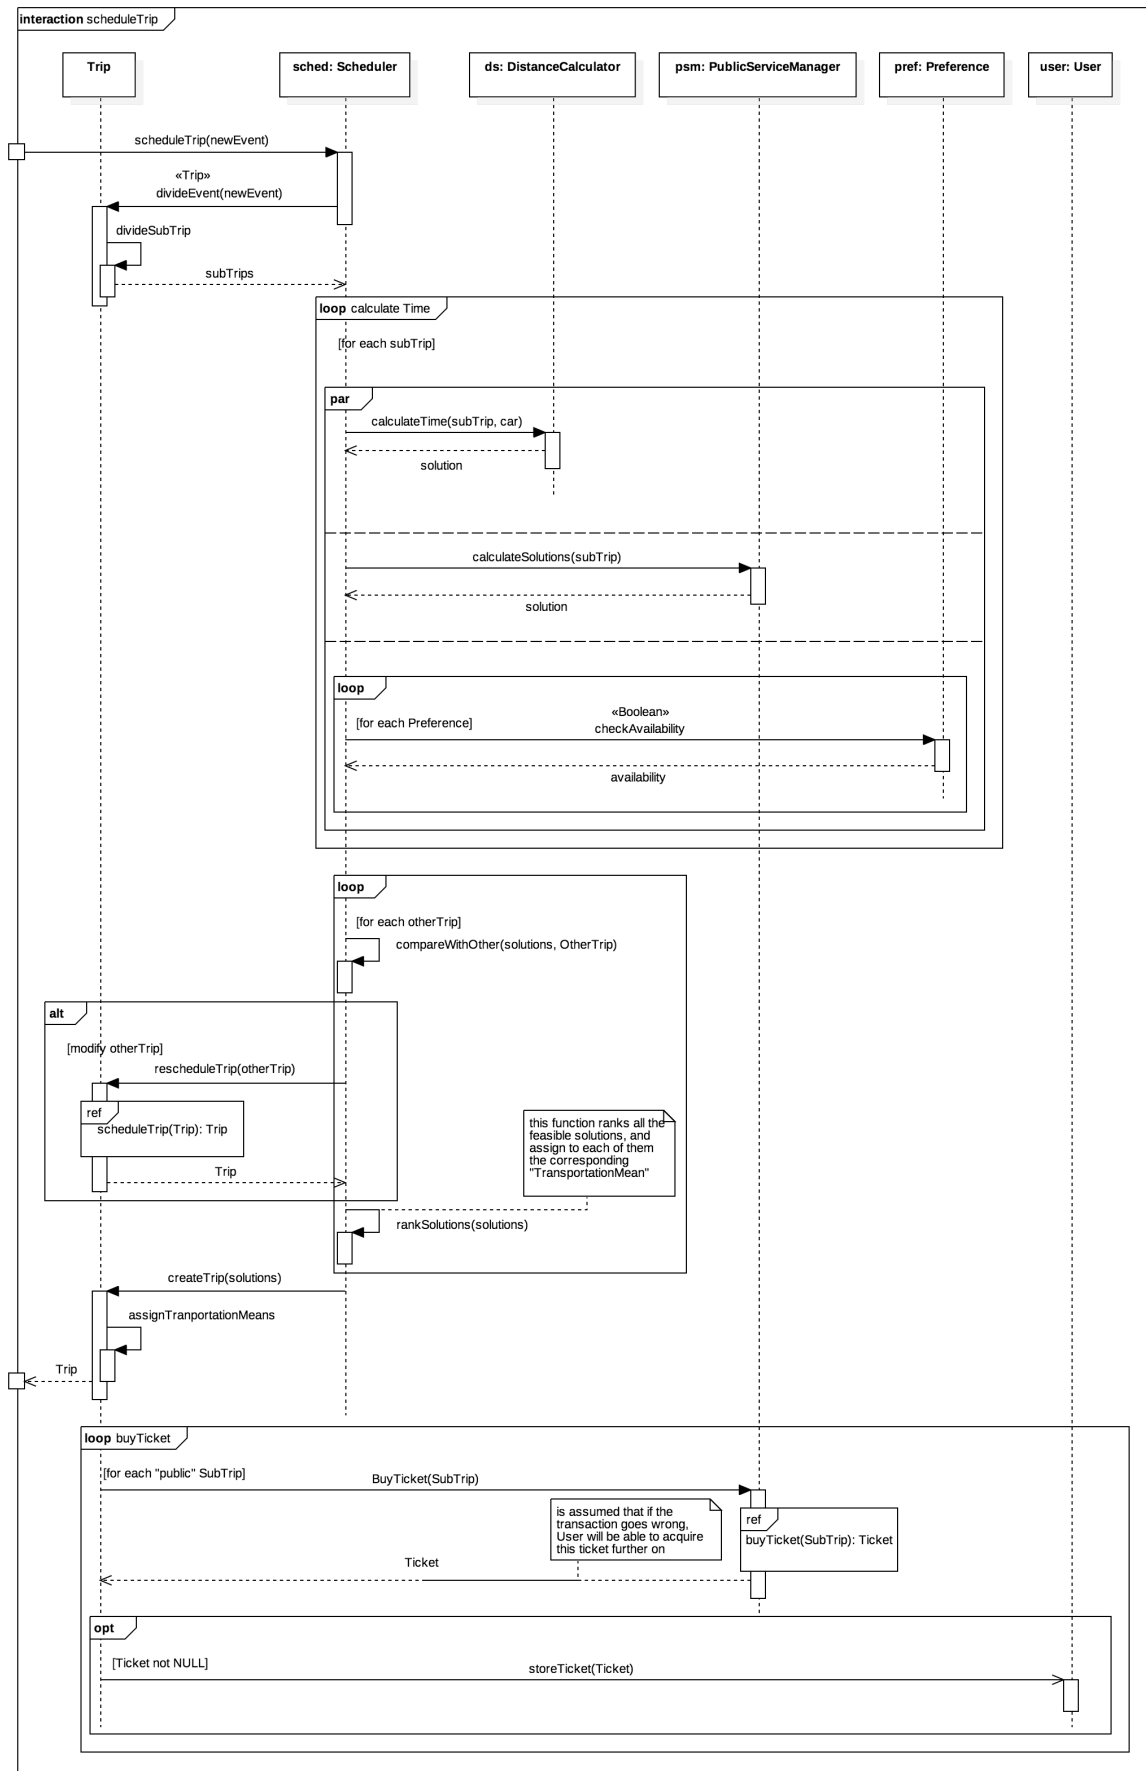 interaction scheduleTrip
Trip
sched: Scheduler
ds: DistanceCalculator
psm: PublicServiceManager
pref: Preference
user: User
scheduleTrip(newEvent)
«Trip»
divideEvent(newEvent)
divideSubTrip
subTrips
loop calculate Time
[for each subTrip]
par
calculateTime(subTrip, car)
solution
calculateSolutions(subTrip)
solution
loop
[for each Preference]
«Boolean»
checkAvailability
availability
loop
[for each otherTrip]
compareWithOther(solutions, OtherTrip)
alt
[modify otherTrip]
rescheduleTrip(otherTrip)
ref
scheduleTrip(Trip): Trip
this function ranks all the
feasible solutions, and
assign to each of them
the corresponding
"TransportationMean"
Trip
rankSolutions(solutions)
createTrip(solutions)
assignTranportationMeans
Trip
loop buyTicket
[for each "public" SubTrip]
BuyTicket(SubTrip)
is assumed that if the
transaction goes wrong,
User will be able to acquire
this ticket further on
ref
buyTicket(SubTrip): Ticket
Ticket
opt
[Ticket not NULL]
storeTicket(Ticket)